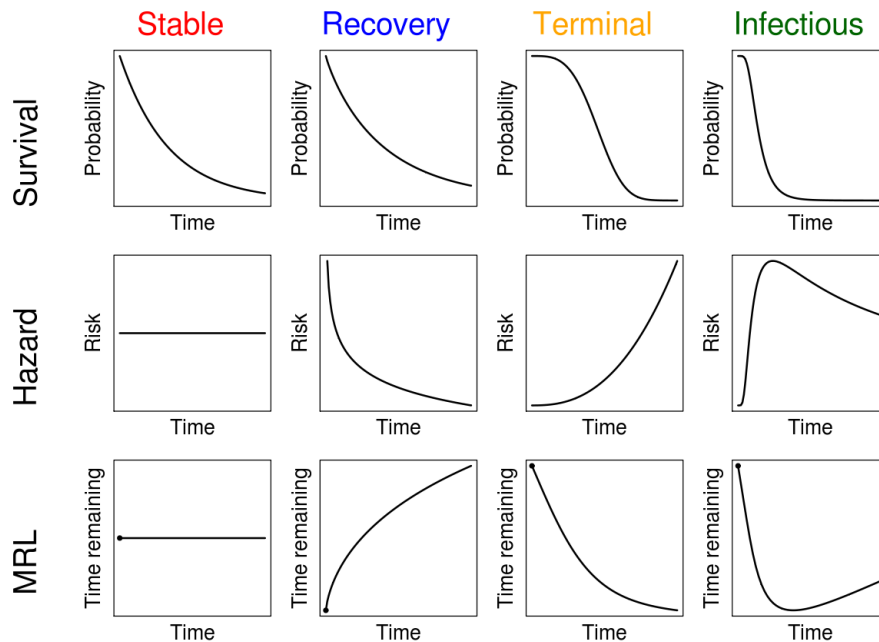 Stable Recovery Terminal Infectious
Survival
Probability Probability Probability Probability
Time Time Time Time
Hazard
Risk Risk Risk Risk
Time Time Time Time
MRL
Time remaining Time remaining Time remaining Time remaining
Time Time Time Time